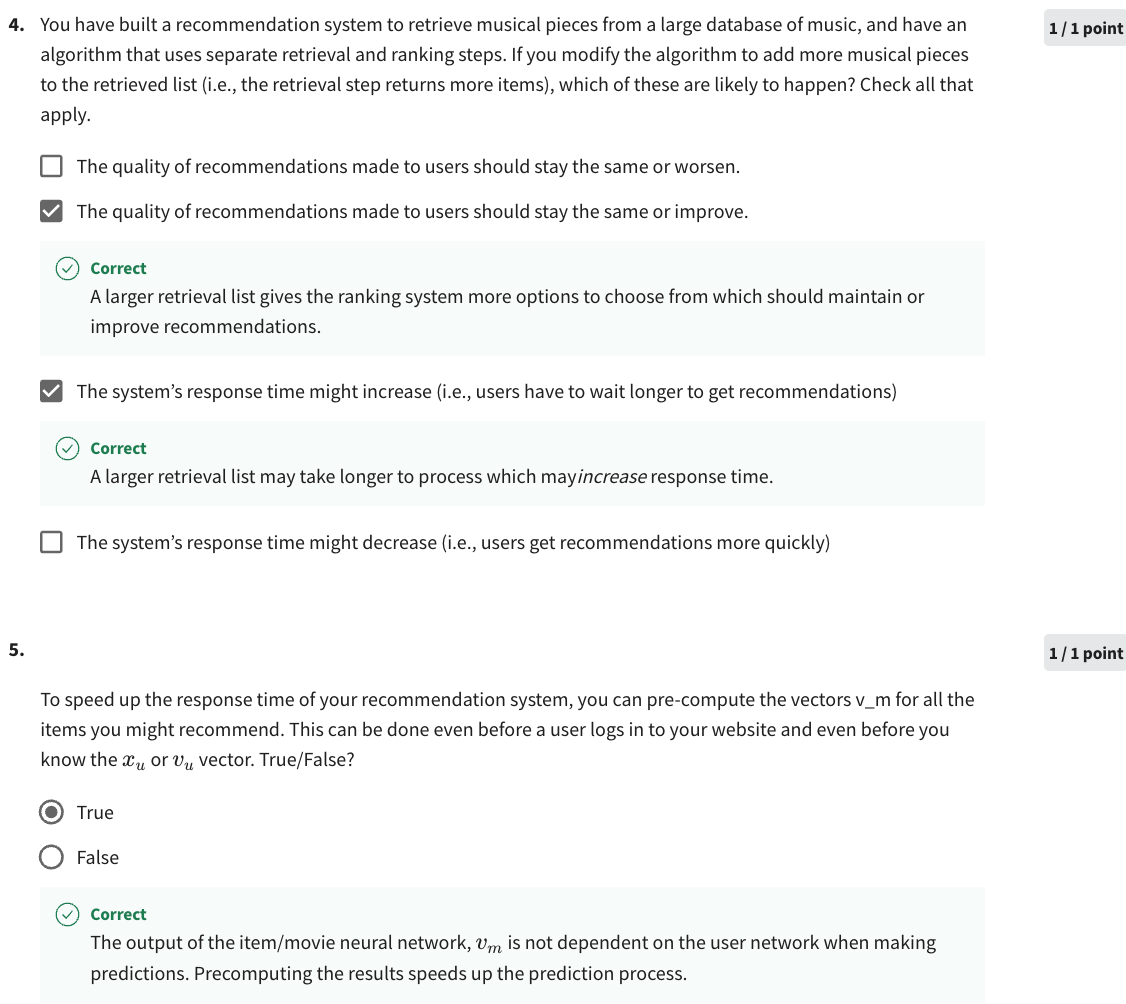 4. You have built a recommendation system to retrieve musical pieces from a large database of music, and have an
1 / 1 point
algorithm that uses separate retrieval and ranking steps. If you modify the algorithm to add more musical pieces
to the retrieved list (i.e., the retrieval step returns more items), which of these are likely to happen? Check all that
apply.
The quality of recommendations made to users should stay the same or worsen.
The quality of recommendations made to users should stay the same or improve.
Correct
A larger retrieval list gives the ranking system more options to choose from which should maintain or
improve recommendations.
The system’s response time might increase (i.e., users have to wait longer to get recommendations)
Correct
A larger retrieval list may take longer to process which mayincrease response time.
The system’s response time might decrease (i.e., users get recommendations more quickly)
5.
1 / 1 point
To speed up the response time of your recommendation system, you can pre-compute the vectors v_m for all the
items you might recommend. This can be done even before a user logs in to your website and even before you
know the x_u or v_u vector. True/False?
True
False
Correct
The output of the item/movie neural network, v_m is not dependent on the user network when making
predictions. Precomputing the results speeds up the prediction process.